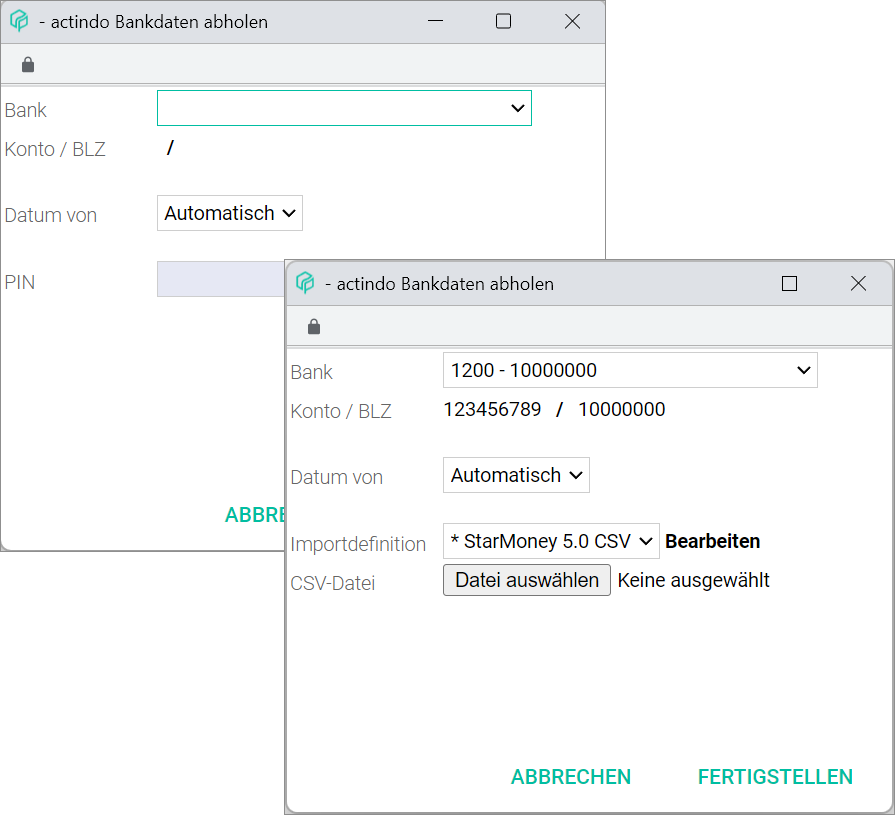 - actindo Bankdaten abholen
Bank
Konto / BLZ /
Datum von Automatisch
PIN
ABBRE
- actindo Bankdaten abholen
Bank 1200 - 10000000
Konto / BLZ 123456789 / 10000000
Datum von Automatisch
Importdefinition * StarMoney 5.0 CSV Bearbeiten
CSV-Datei Datei auswählen Keine ausgewählt
ABBRECHEN FERTIGSTELLEN